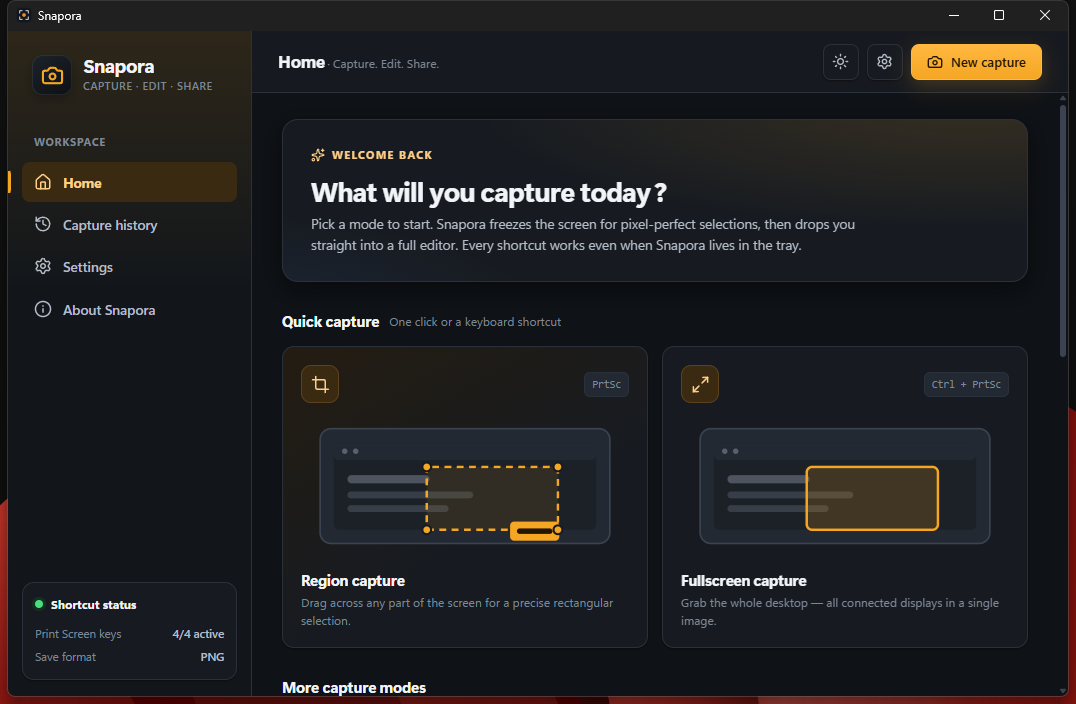 Snapora
Snapora
CAPTURE · EDIT · SHARE
WORKSPACE
Home
Capture history
Settings
About Snapora
Shortcut status
Print Screen keys 4/4 active
Save format PNG
Home · Capture. Edit. Share.
New capture
WELCOME BACK
What will you capture today?
Pick a mode to start. Snapora freezes the screen for pixel-perfect selections, then drops you
straight into a full editor. Every shortcut works even when Snapora lives in the tray.
Quick capture One click or a keyboard shortcut
PrtSc
Region capture
Drag across any part of the screen for a precise rectangular
selection.
Ctrl + PrtSc
Fullscreen capture
Grab the whole desktop — all connected displays in a single
image.
More capture modes